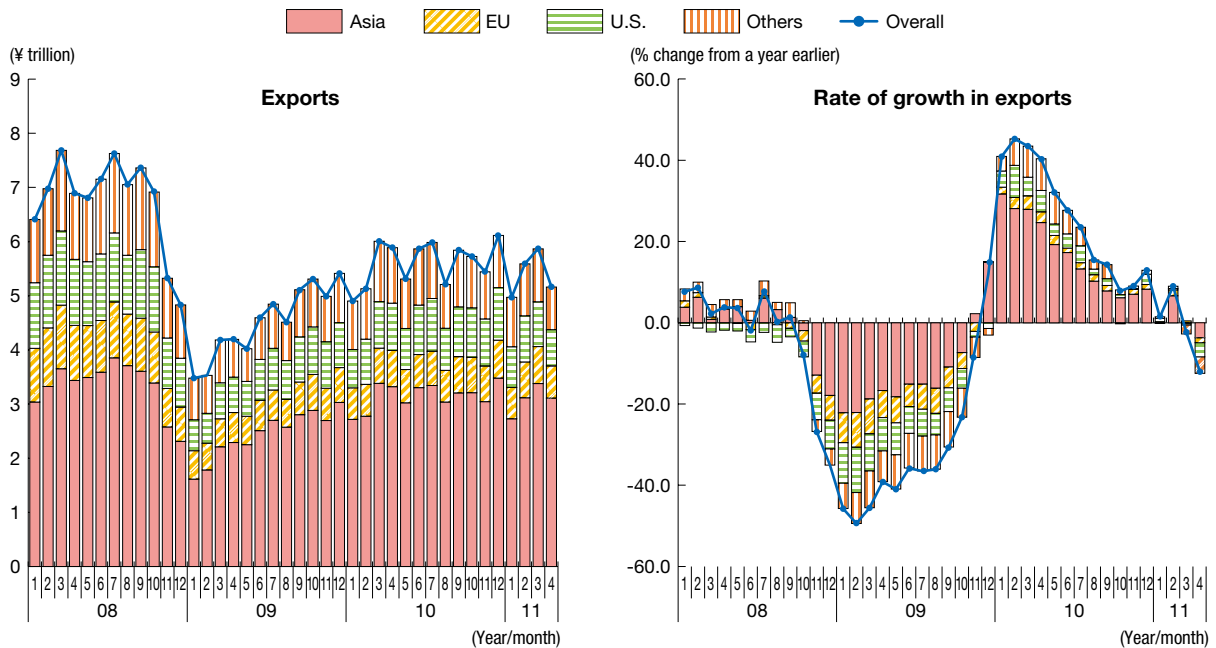 Asia EU U.S. Others Overall
(¥ trillion)
Exports
9
8
7
6
5
4
3
2
1
0
1 2 3 4 5 6 7 8 9 10 11 12 1 2 3 4 5 6 7 8 9 10 11 12 1 2 3 4 5 6 7 8 9 10 11 12 1 2 3 4
08 09 10 11
(Year/month)
(% change from a year earlier)
Rate of growth in exports
60.0
40.0
20.0
0.0
-20.0
-40.0
-60.0
1 2 3 4 5 6 7 8 9 10 11 12 1 2 3 4 5 6 7 8 9 10 11 12 1 2 3 4 5 6 7 8 9 10 11 12 1 2 3 4
08 09 10 11
(Year/month)